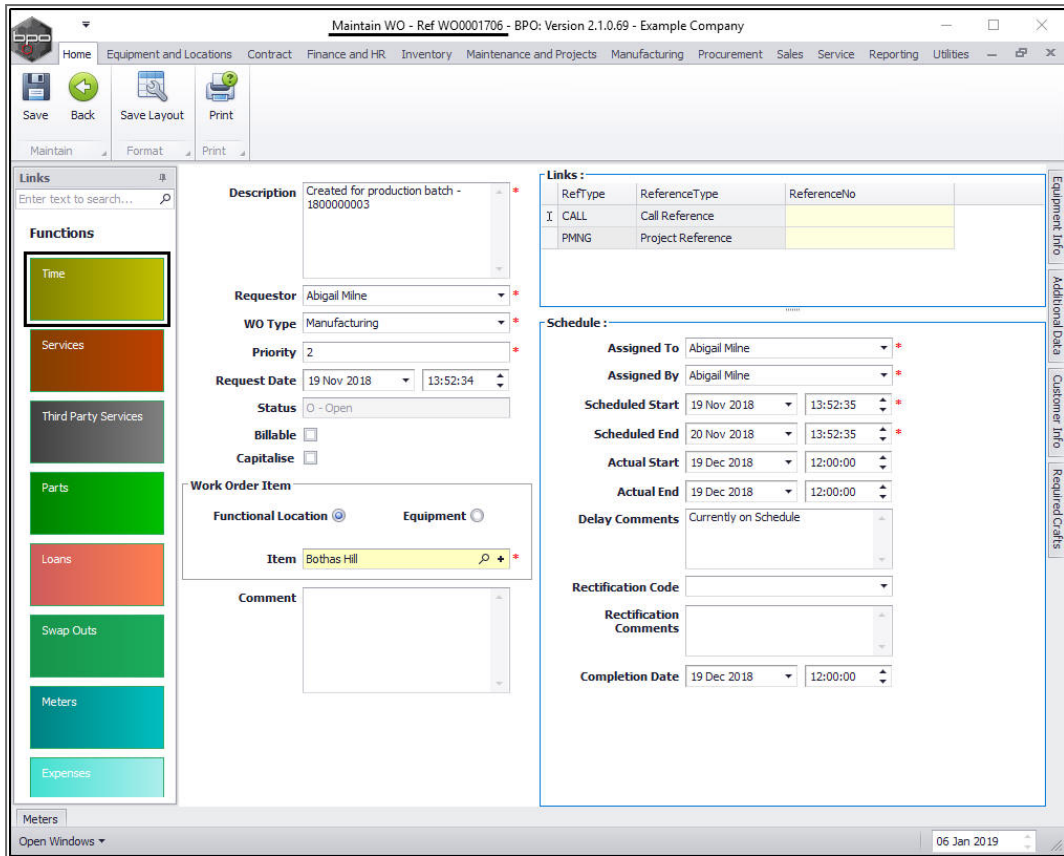 Maintain WO - Ref WO0001706 - BPO: Version 2.1.0.69 - Example Company
bpo
Home Equipment and Locations Contract Finance and HR Inventory Maintenance and Projects Manufacturing Procurement Sales Service Reporting Utilities
Save Back Save Layout Print
Maintain Format Print
Links
Enter text to search...
Functions
Time
Services
Third Party Services
Parts
Loans
Swap Outs
Meters
Expenses
Description Created for production batch -
1800000003 *
Requestor Abigail Milne *
WO Type Manufacturing *
Priority 2 *
Request Date 19 Nov 2018 13:52:34
Status O - Open
Billable
Capitalise
Work Order Item
Functional Location Equipment
Item Bothas Hill *
Comment
Links :
RefType ReferenceType ReferenceNo
CALL Call Reference
PMNG Project Reference
Schedule :
Assigned To Abigail Milne *
Assigned By Abigail Milne *
Scheduled Start 19 Nov 2018 13:52:35 *
Scheduled End 20 Nov 2018 13:52:35 *
Actual Start 19 Dec 2018 12:00:00
Actual End 19 Dec 2018 12:00:00
Delay Comments Currently on Schedule
Rectification Code
Rectification
Comments
Completion Date 19 Dec 2018 12:00:00
Equipment Info
Additional Data
Customer Info
Required Crafts
Meters
Open Windows 06 Jan 2019